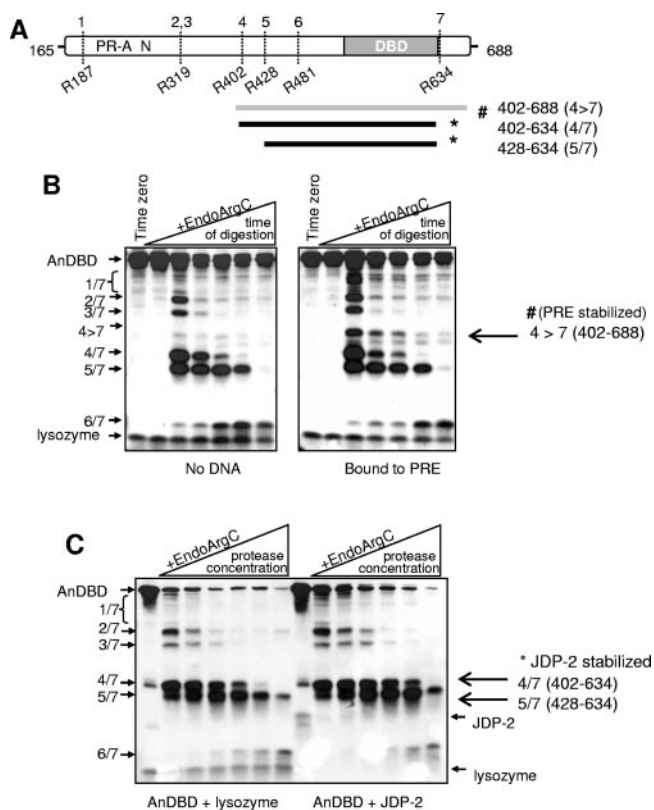 A
1 2,3 4 5 6 7
165 PR-A N DBD 688
R187 R319 R402 R428 R481 R634
# 402-688 (4>7)
* 402-634 (4/7)
* 428-634 (5/7)
B
Time zero +EndoArgC time of digestion
Time zero +EndoArgC time of digestion
AnDBD
1/7
2/7
3/7
4>7
4/7
5/7
6/7
lysozyme
# (PRE stabilized)
4 > 7 (402-688)
No DNA Bound to PRE
C
+EndoArgC protease concentration
+EndoArgC protease concentration
AnDBD
1/7
2/7
3/7
4/7
5/7
6/7
* JDP-2 stabilized
4/7 (402-634)
5/7 (428-634)
JDP-2
lysozyme
AnDBD + lysozyme AnDBD + JDP-2